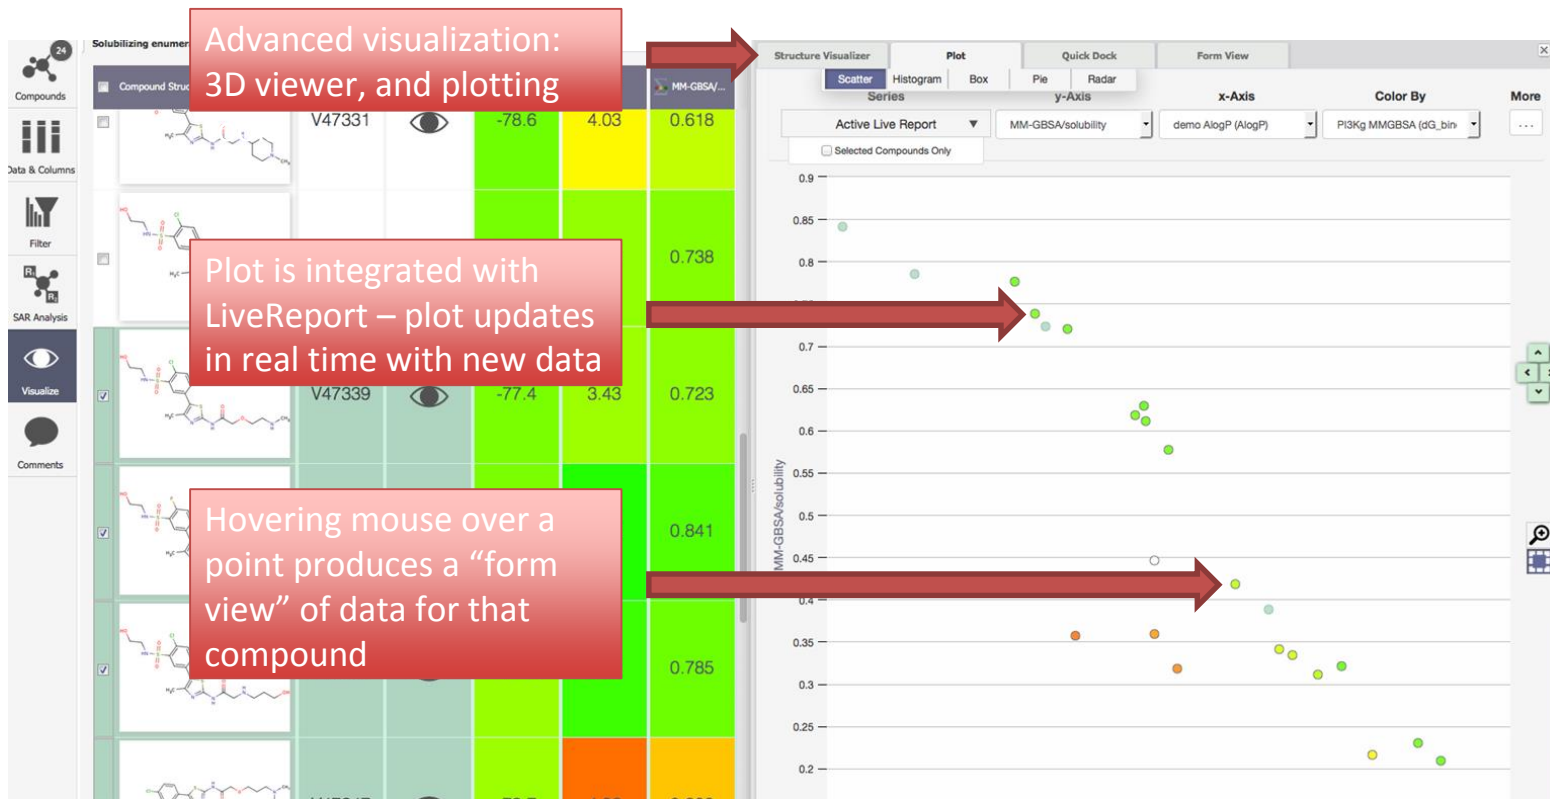 24
Compounds
Data & Columns
Filter
SAR Analysis
Visualize
Comments
Advanced visualization:
3D viewer, and plotting
Plot is integrated with
LiveReport – plot updates
in real time with new data
Hovering mouse over a
point produces a “form
view” of data for that
compound
Compound
MM-GBSA/...
V47331 -78.6 4.03 0.618
0.738
V47339 -77.4 3.43 0.723
0.841
0.785
Structure Visualizer Plot Quick Dock Form View
Scatter Histogram Box Pie Radar
Series y-Axis x-Axis Color By More
Active Live Report MM-GBSA/solubility demo AlogP (AlogP) PI3Kg MMGBSA (dG_bin ...
Selected Compounds Only
0.9
0.85
0.8
0.7
0.65
0.6
0.55
0.5
0.45
0.4
0.35
0.3
0.25
0.2
MM-GBSA/solubility